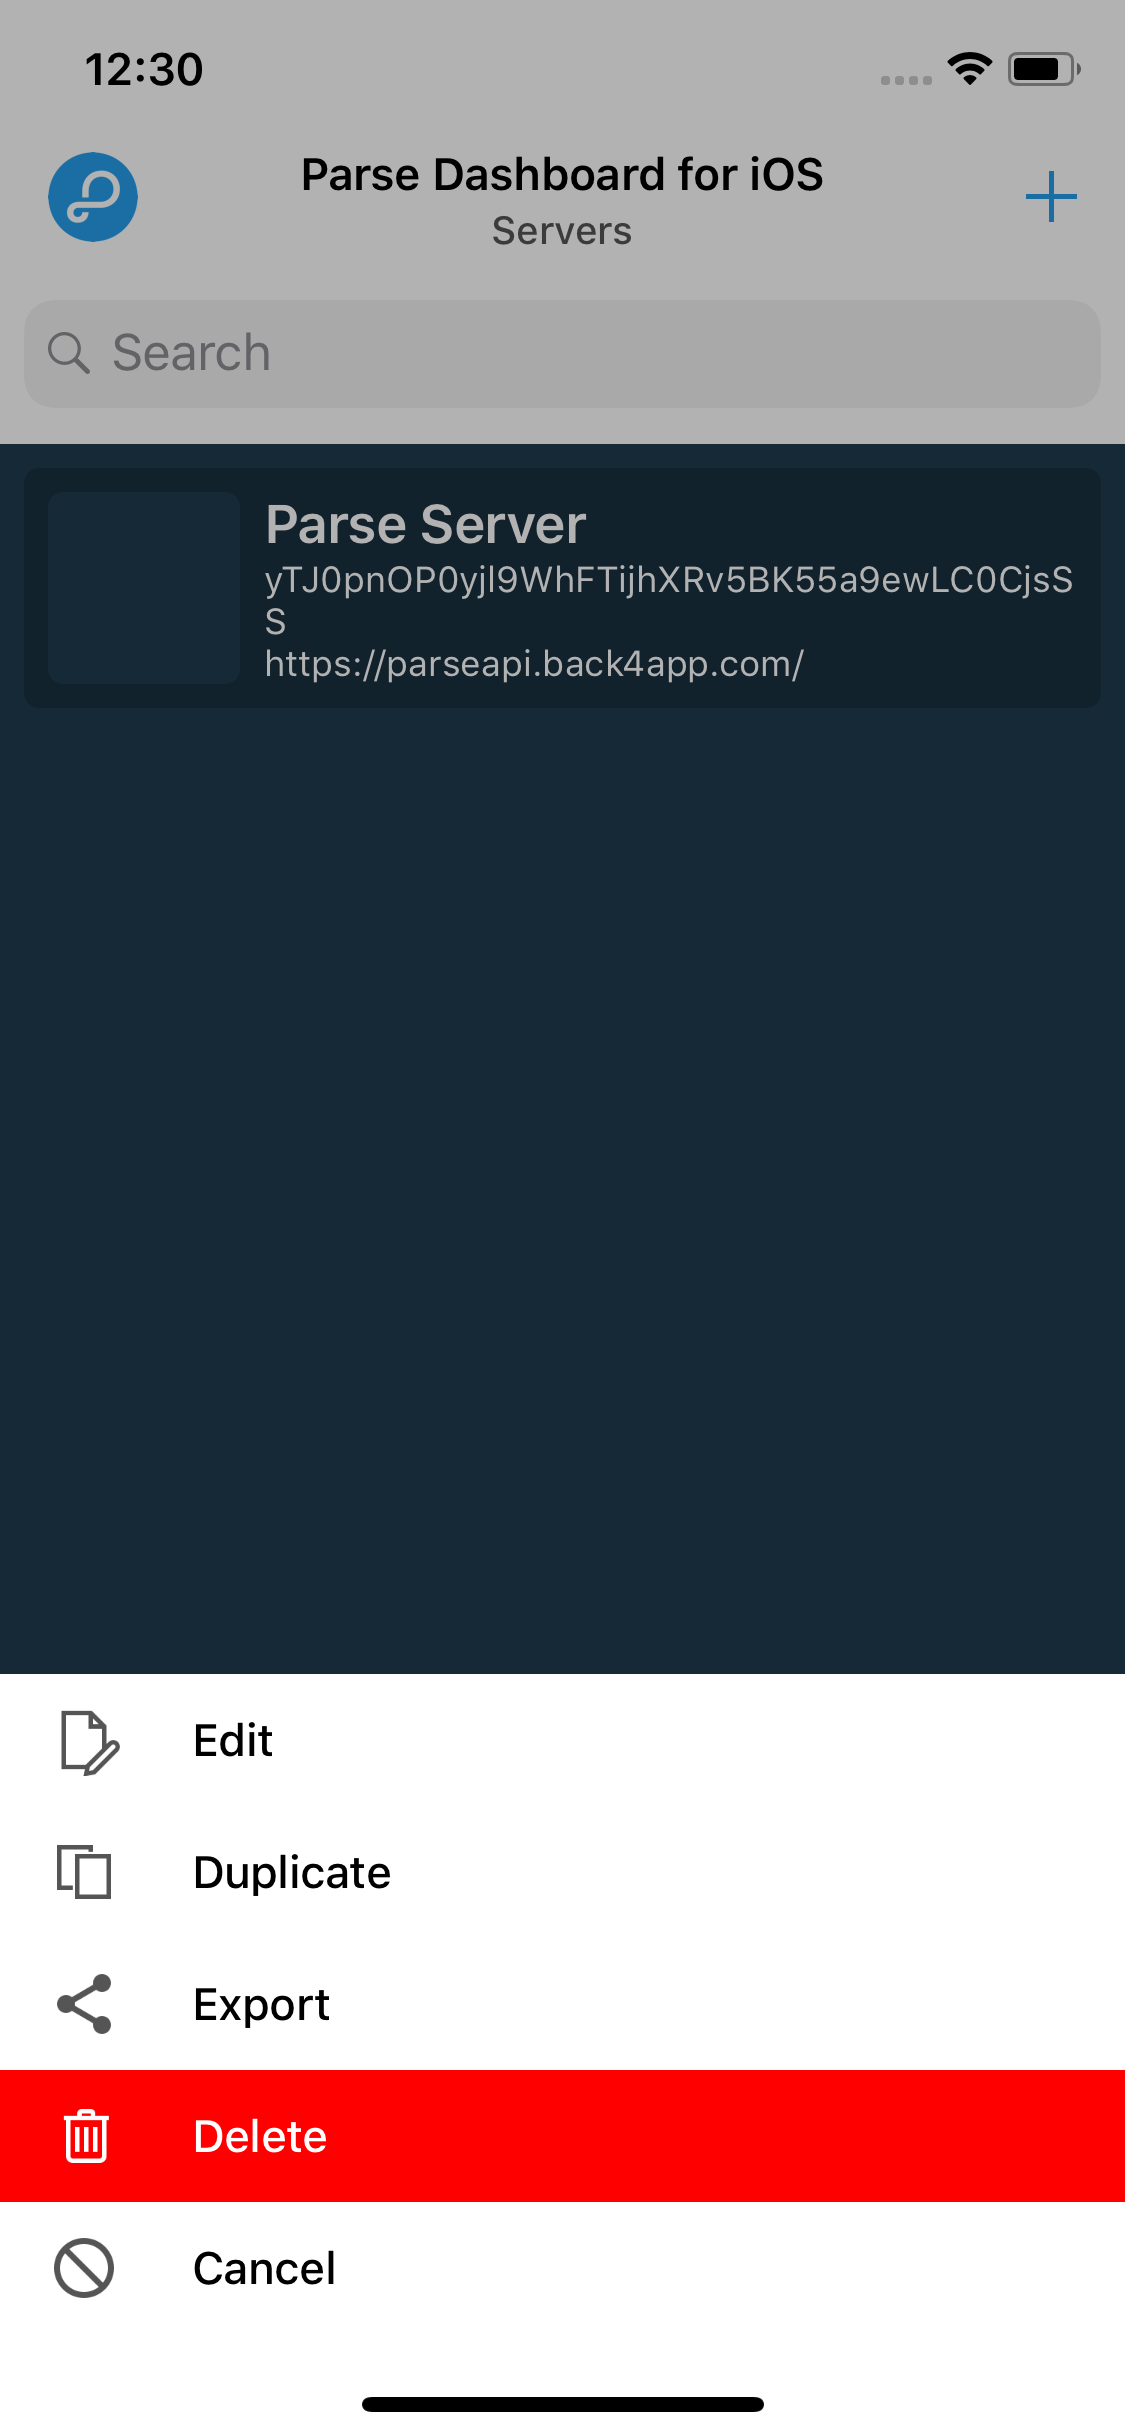 12:30
Parse Dashboard for iOS
Servers
Search
Parse Server
yTJ0pnOP0yjl9WhFTijhXRv5BK55a9ewLC0CjsS
S
https://parseapi.back4app.com/
Edit
Duplicate
Export
Delete
Cancel